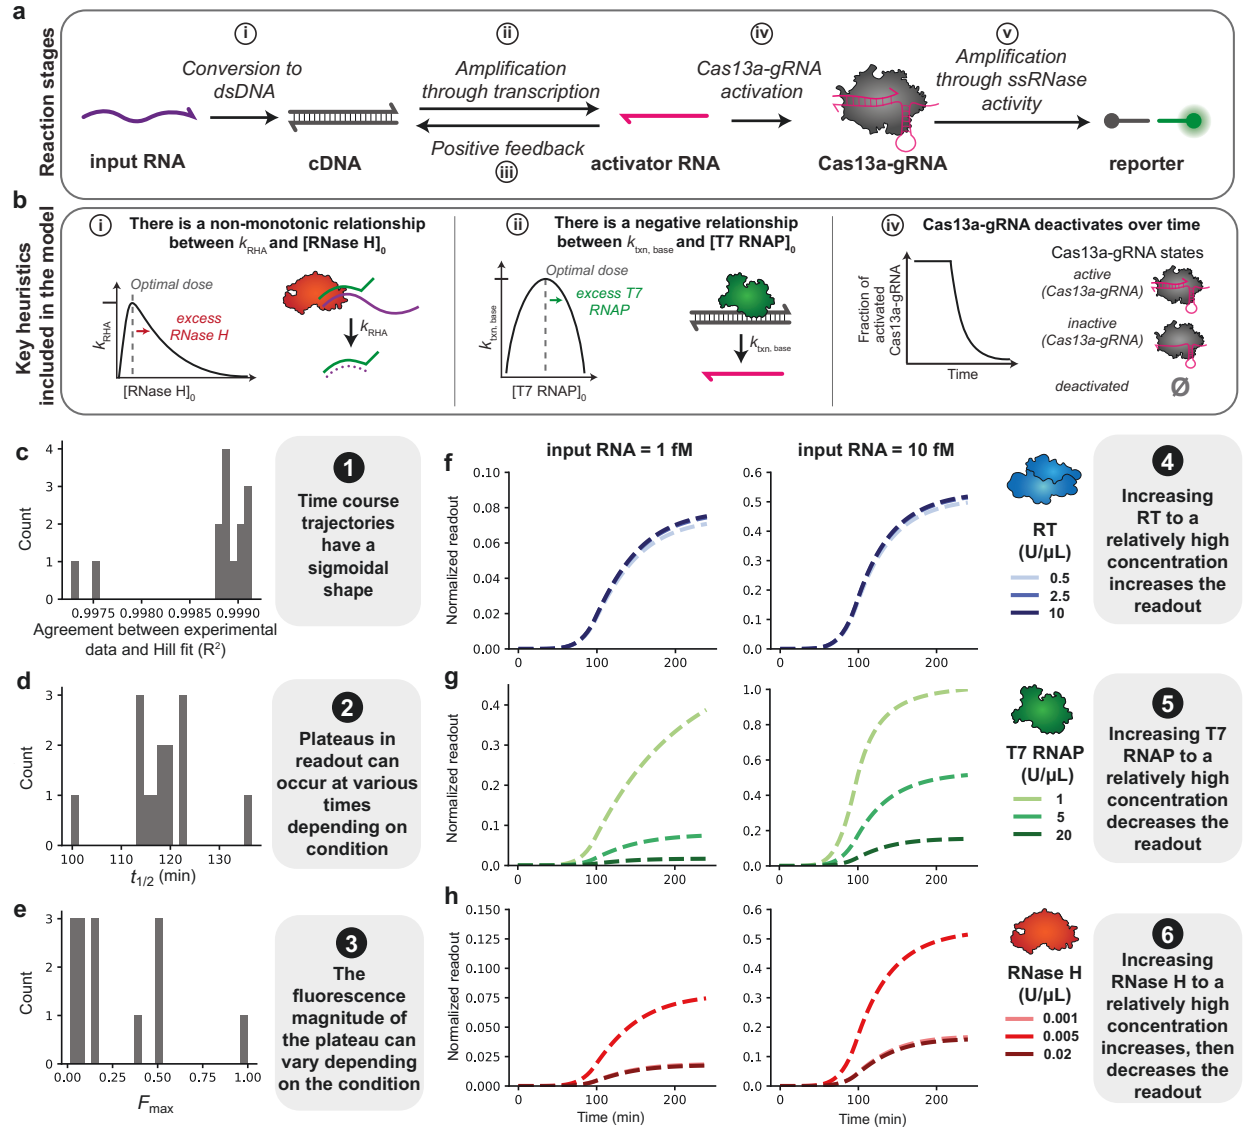 a
Reaction stages
i
ii
iv
v
Conversion to
dsDNA
Amplification
through transcription
Cas13a-gRNA
activation
Amplification
through ssRNase
activity
Positive feedback
iii
input RNA
cDNA
activator RNA
Cas13a-gRNA
reporter
b
Key heuristics
included in the model
i
There is a non-monotonic relationship
between kRHA and [RNase H]0
Optimal dose
excess
RNase H
kRHA
[RNase H]0
kRHA
ii
There is a negative relationship
between ktxn, base and [T7 RNAP]0
Optimal dose
excess T7
RNAP
ktxn, base
[T7 RNAP]0
ktxn, base
iv
Cas13a-gRNA deactivates over time
Fraction of
activated
Cas13a-gRNA
Time
Cas13a-gRNA states
active
(Cas13a-gRNA)
inactive
(Cas13a-gRNA)
deactivated
Ø
c
4
3
2
1
0
Count
0.9975 0.9980 0.9985 0.9990
Agreement between experimental
data and Hill fit (R²)
1
Time course
trajectories
have a
sigmoidal
shape
d
3
2
1
0
Count
100 110 120 130
t1/2 (min)
2
Plateaus in
readout can
occur at various
times
depending on
condition
e
3
2
1
0
Count
0.00 0.25 0.50 0.75 1.00
Fmax
3
The
fluorescence
magnitude of
the plateau can
vary depending
on the condition
input RNA = 1 fM
input RNA = 10 fM
f
Normalized readout
0.10
0.08
0.06
0.04
0.02
0.00
0 100 200
0.6
0.5
0.4
0.3
0.2
0.1
0.0
0 100 200
RT
(U/µL)
0.5
2.5
10
4
Increasing
RT to a
relatively high
concentration
increases the
readout
g
Normalized readout
0.4
0.3
0.2
0.1
0.0
0 100 200
1.0
0.8
0.6
0.4
0.2
0.0
0 100 200
T7 RNAP
(U/µL)
1
5
20
5
Increasing T7
RNAP to a
relatively high
concentration
decreases the
readout
h
Normalized readout
0.150
0.125
0.100
0.075
0.050
0.025
0.000
0 100 200
Time (min)
0.6
0.5
0.4
0.3
0.2
0.1
0.0
0 100 200
Time (min)
RNase H
(U/µL)
0.001
0.005
0.02
6
Increasing
RNase H to a
relatively high
concentration
increases, then
decreases the
readout